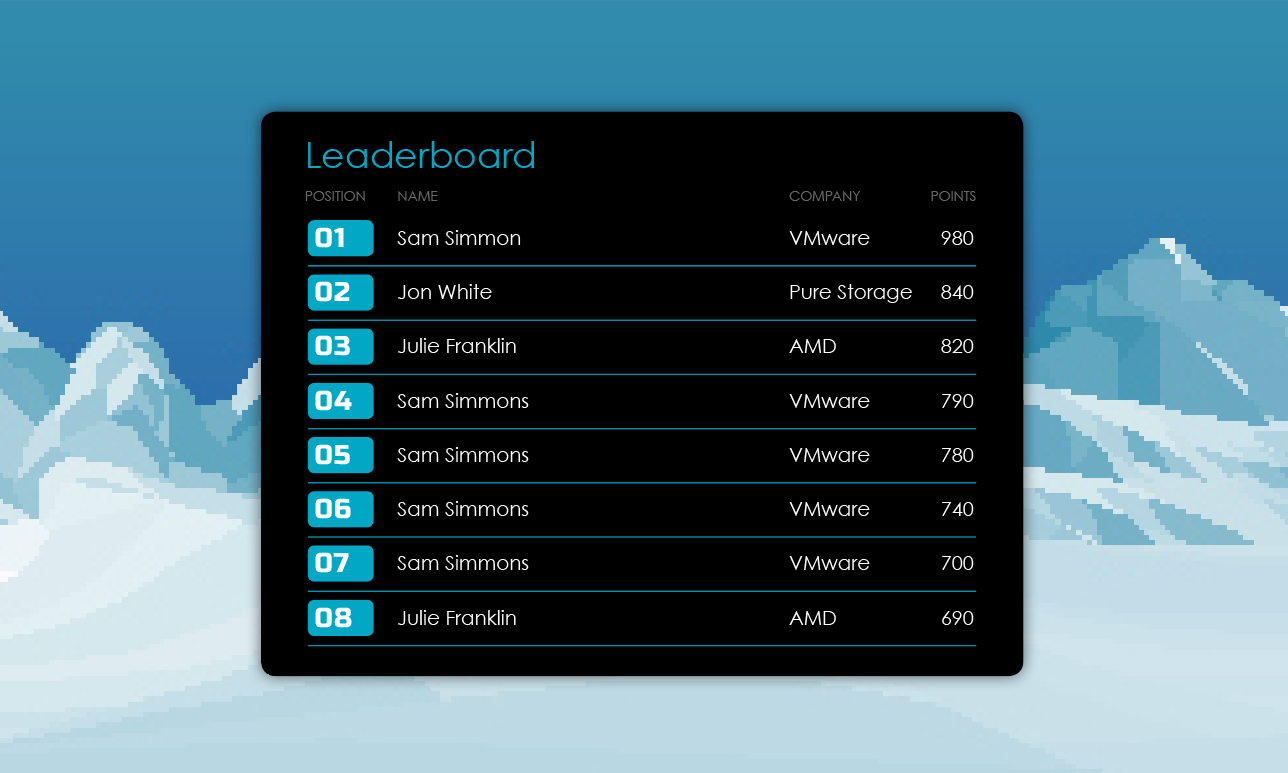 Leaderboard
POSITION NAME COMPANY POINTS
01 Sam Simmon VMware 980
02 Jon White Pure Storage 840
03 Julie Franklin AMD 820
04 Sam Simmons VMware 790
05 Sam Simmons VMware 780
06 Sam Simmons VMware 740
07 Sam Simmons VMware 700
08 Julie Franklin AMD 690